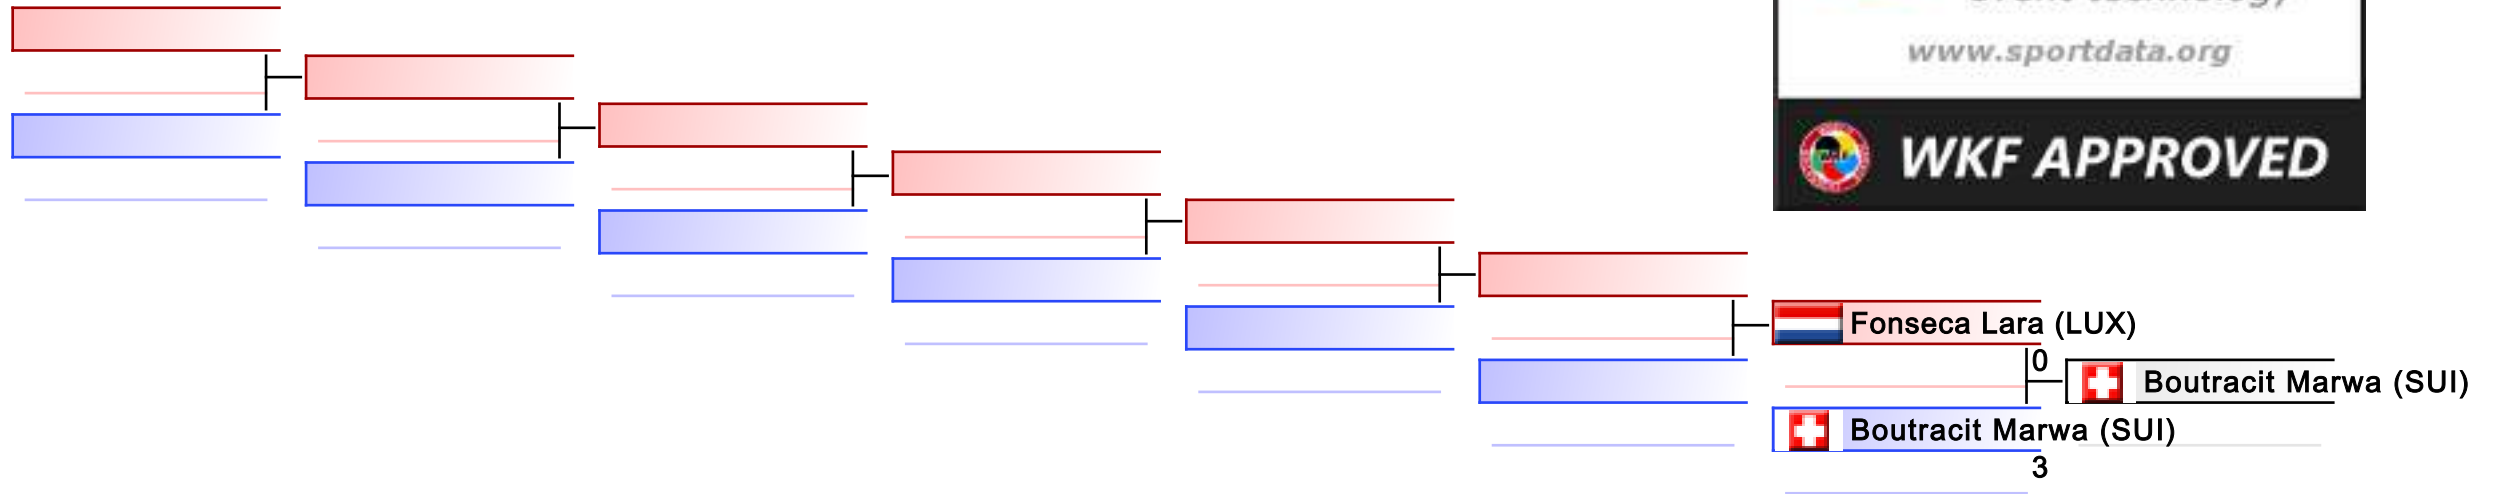 www.sportdata.org
WKF APPROVED
Fonseca Lara (LUX)
0
Boutracit Marwa (SUI)
Boutracit Marwa (SUI)
3